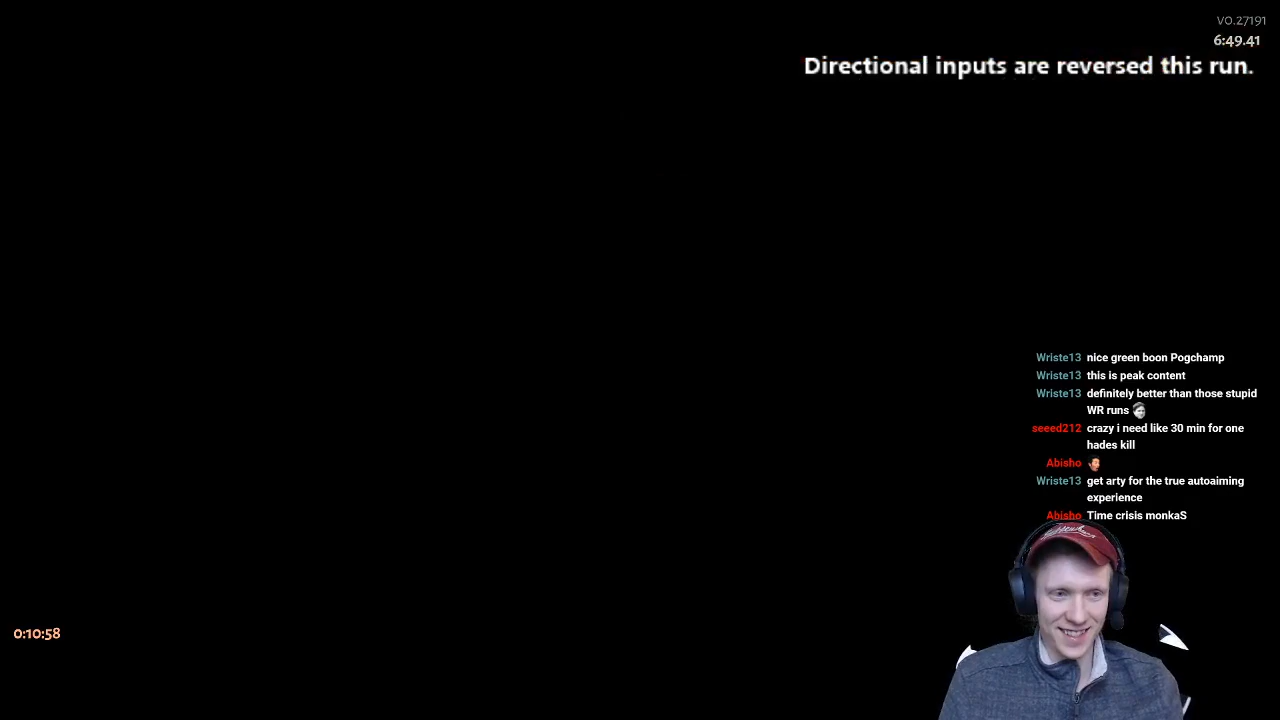 V0.27191
6:49.41
Directional inputs are reversed this run.
Wriste13 nice green boon Pogchamp
Wriste13 this is peak content
Wriste13 definitely better than those stupid
WR runs
seeed212 crazy i need like 30 min for one
hades kill
Abisho
Wriste13 get arty for the true autoaiming
experience
Abisho Time crisis monkaS
0:10:58